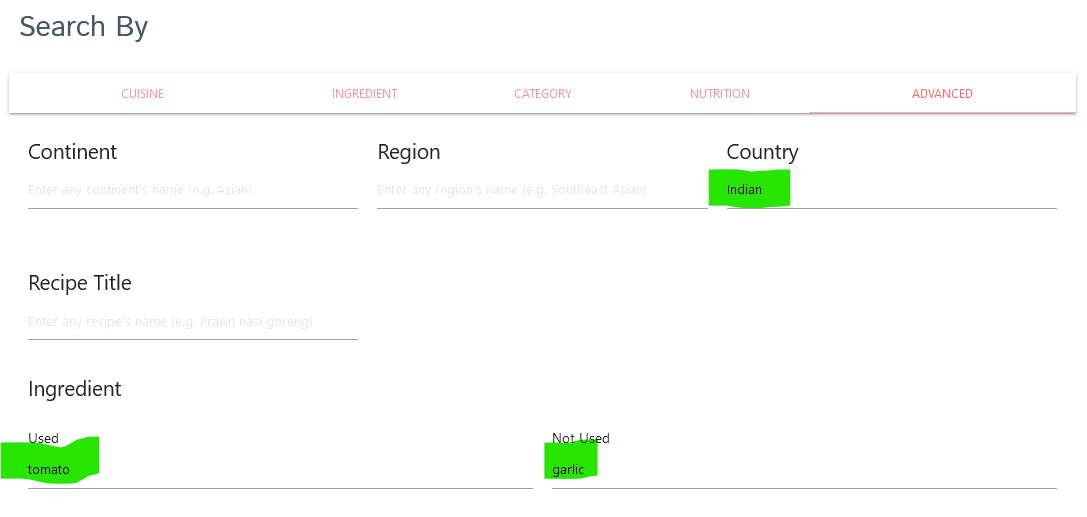 Search By
CUISINE INGREDIENT CATEGORY NUTRITION ADVANCED
Continent Region Country
Enter any continent's name (e.g. Asian) Enter any region's name (e.g. Southeast Asian) Indian
Recipe Title
Enter any recipe's name (e.g. Prawn nasi goreng)
Ingredient
Used Not Used
tomato garlic